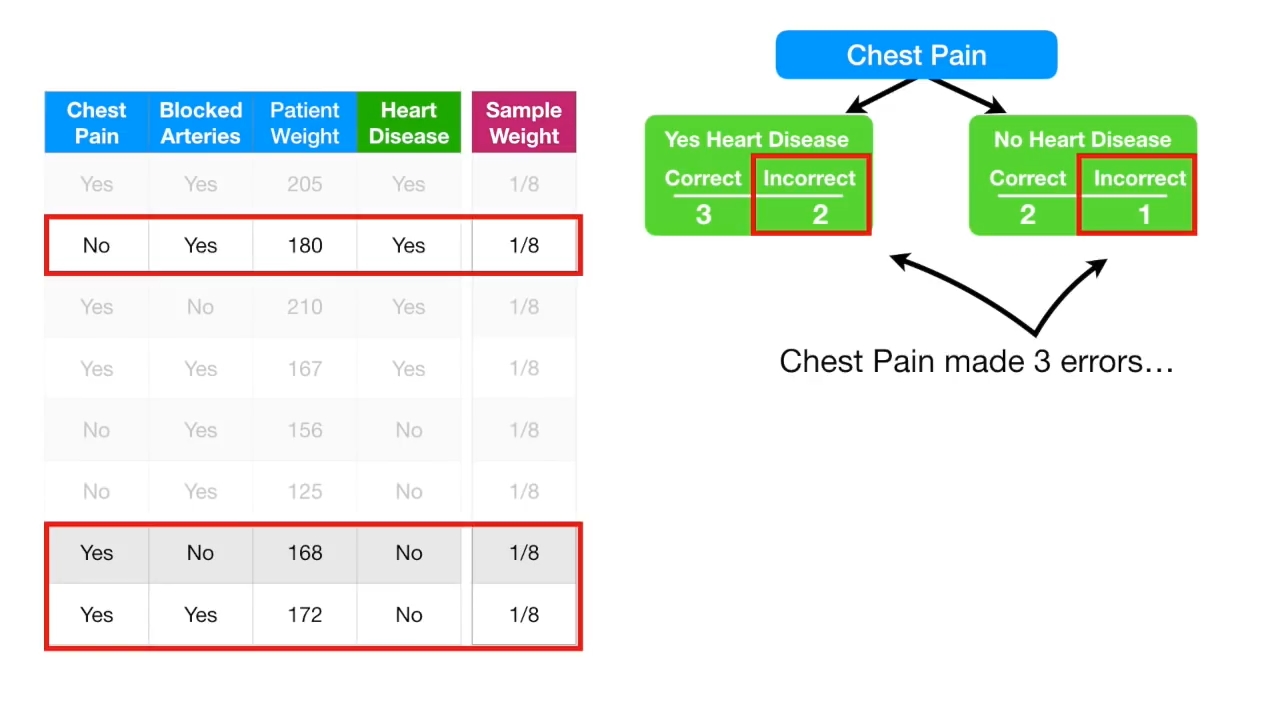 Chest Pain
Chest Blocked Patient Heart Sample
Pain Arteries Weight Disease Weight
Yes Yes 205 Yes 1/8
No Yes 180 Yes 1/8
Yes No 210 Yes 1/8
Yes Yes 167 Yes 1/8
No Yes 156 No 1/8
No Yes 125 No 1/8
Yes No 168 No 1/8
Yes Yes 172 No 1/8
Yes Heart Disease
Correct Incorrect
3 2
No Heart Disease
Correct Incorrect
2 1
Chest Pain made 3 errors…